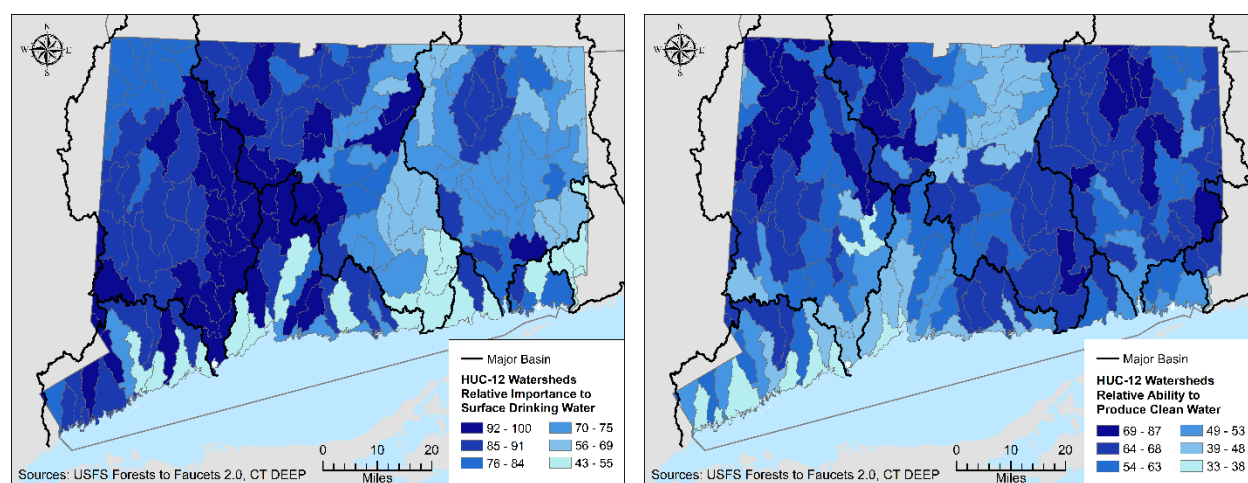 N
W E
S
Major Basin
HUC-12 Watersheds
Relative Importance to
Surface Drinking Water
92 - 100 70 - 75
85 - 91 56 - 69
76 - 84 43 - 55
0 10 20
Miles
Sources: USFS Forests to Faucets 2.0, CT DEEP
N
W E
S
Major Basin
HUC-12 Watersheds
Relative Ability to
Produce Clean Water
69 - 87 49 - 53
64 - 68 39 - 48
54 - 63 33 - 38
0 10 20
Miles
Sources: USFS Forests to Faucets 2.0, CT DEEP